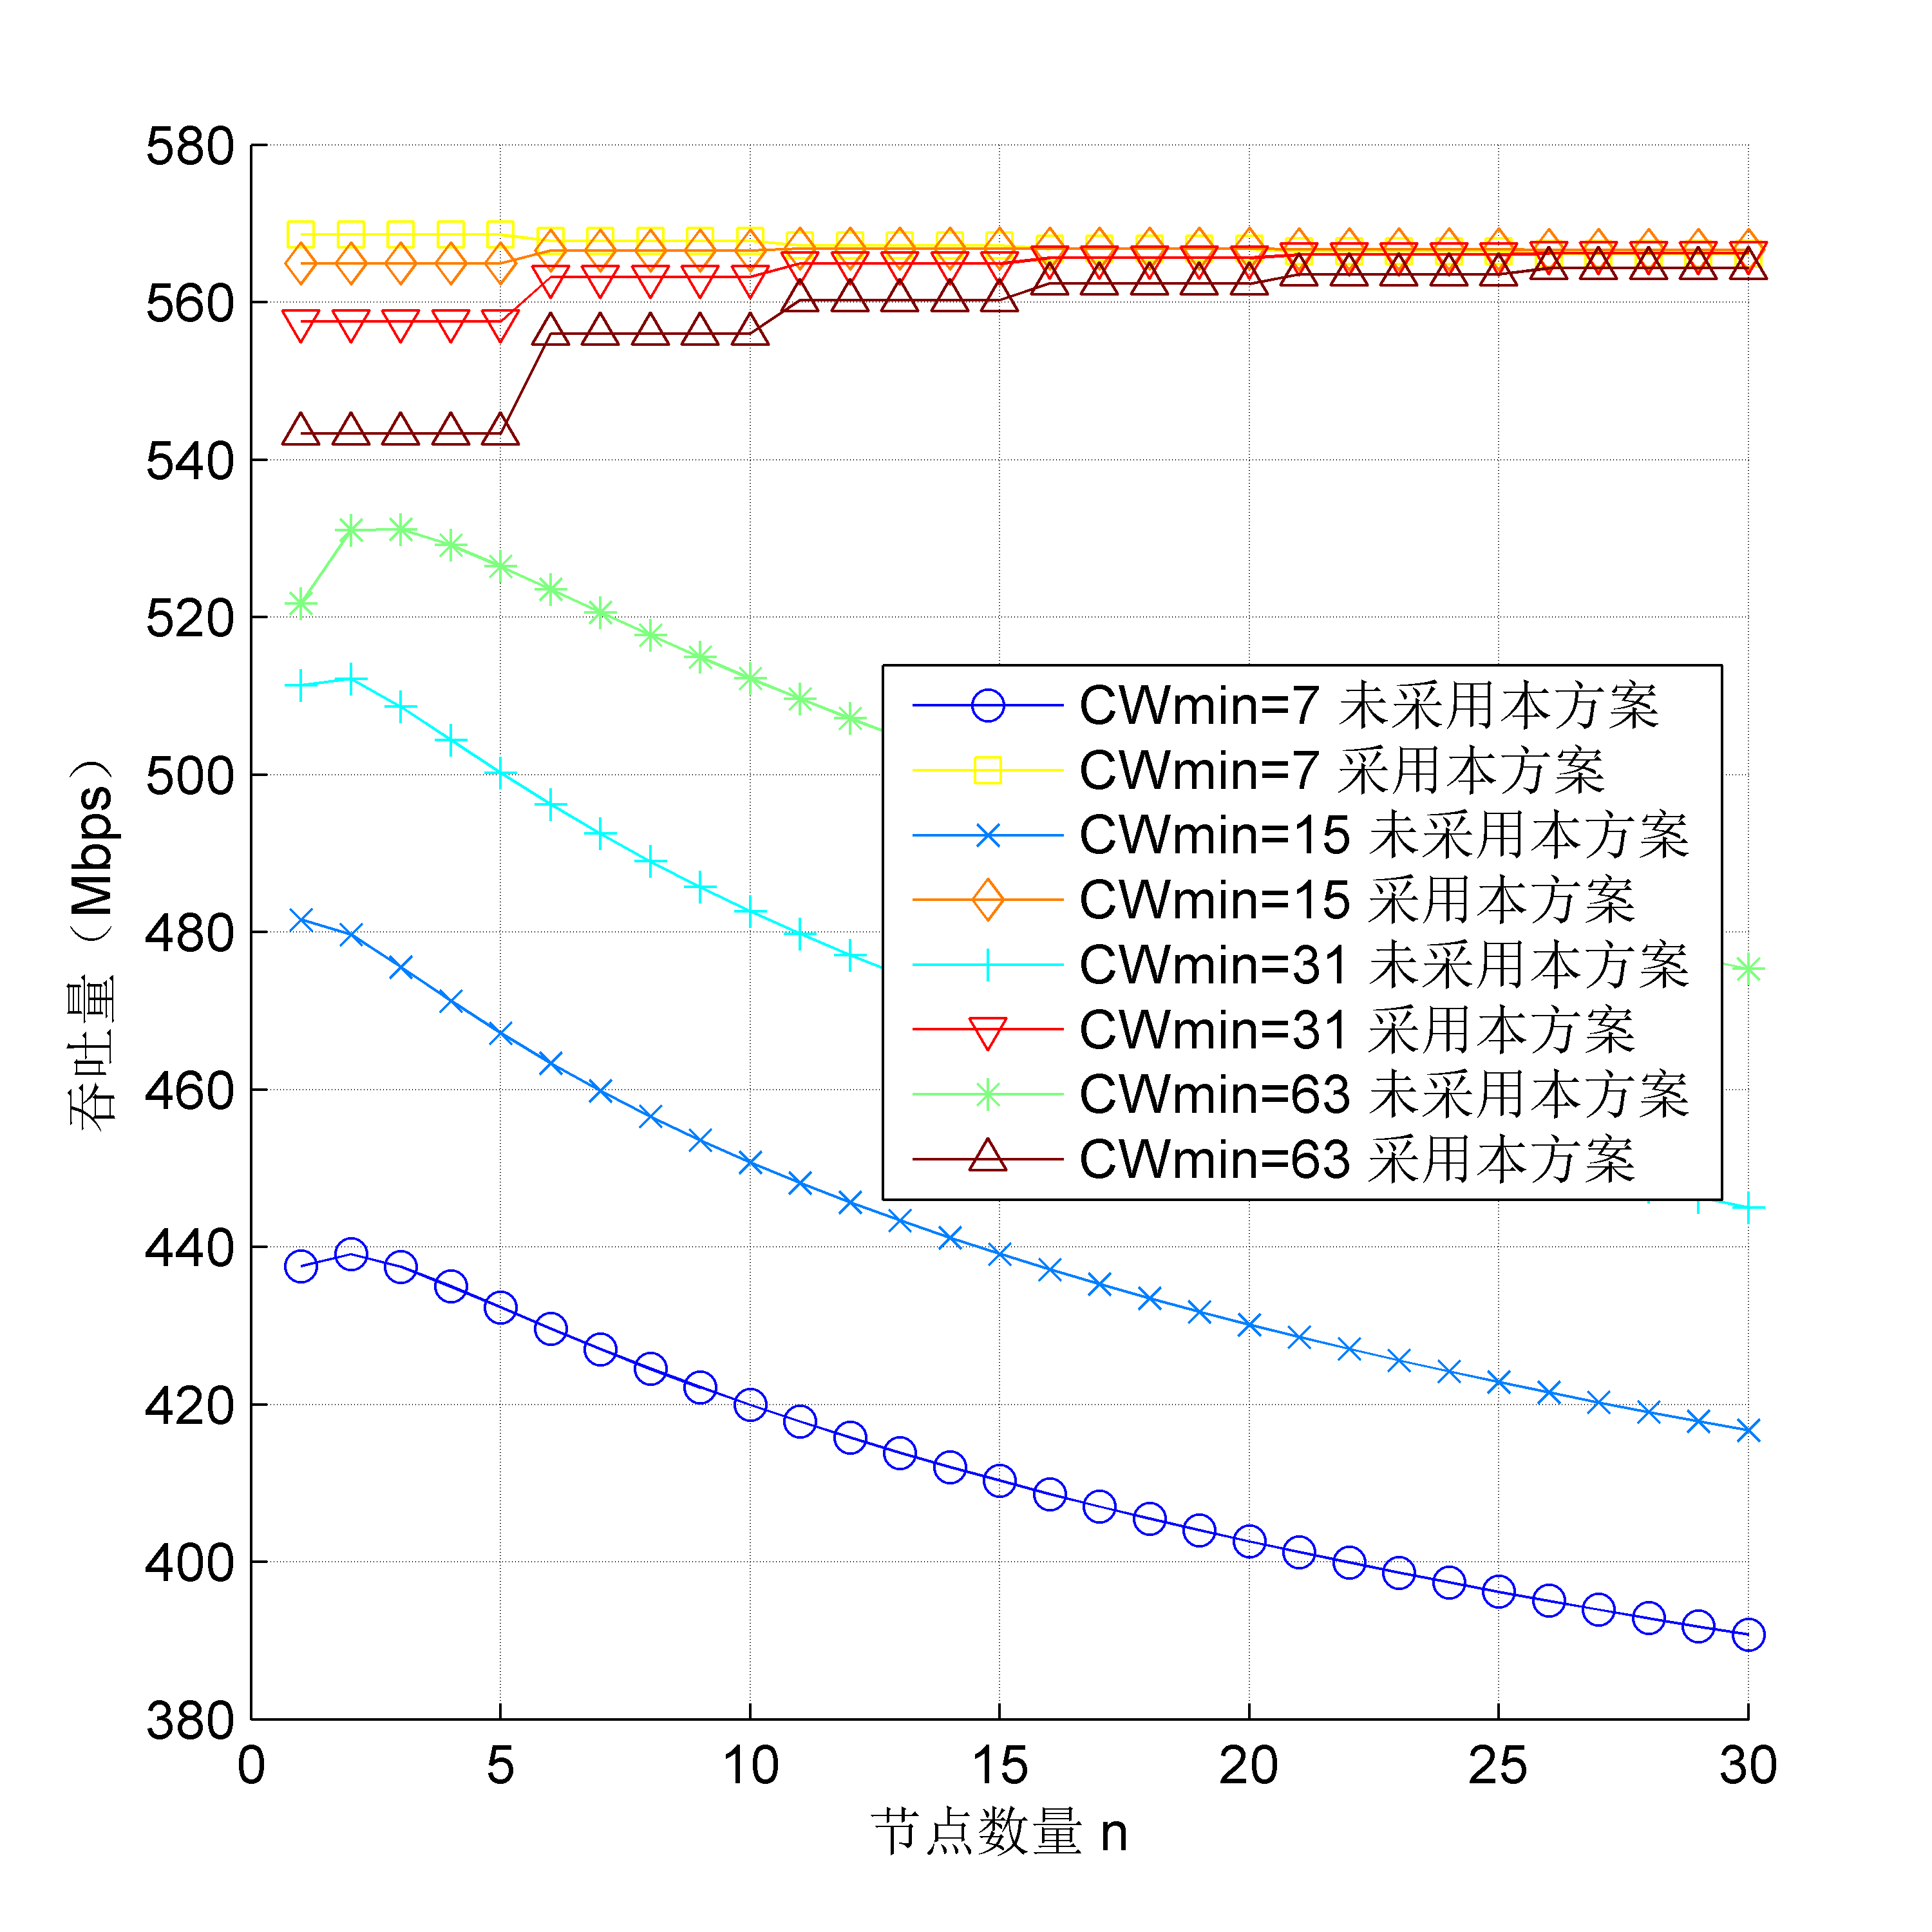 580
560
540
520
500
480
460
440
420
400
380
0 5 10 15 20 25 30
吞吐量（Mbps）
节点数量 n
CWmin=7 未采用本方案
CWmin=7 采用本方案
CWmin=15 未采用本方案
CWmin=15 采用本方案
CWmin=31 未采用本方案
CWmin=31 采用本方案
CWmin=63 未采用本方案
CWmin=63 采用本方案